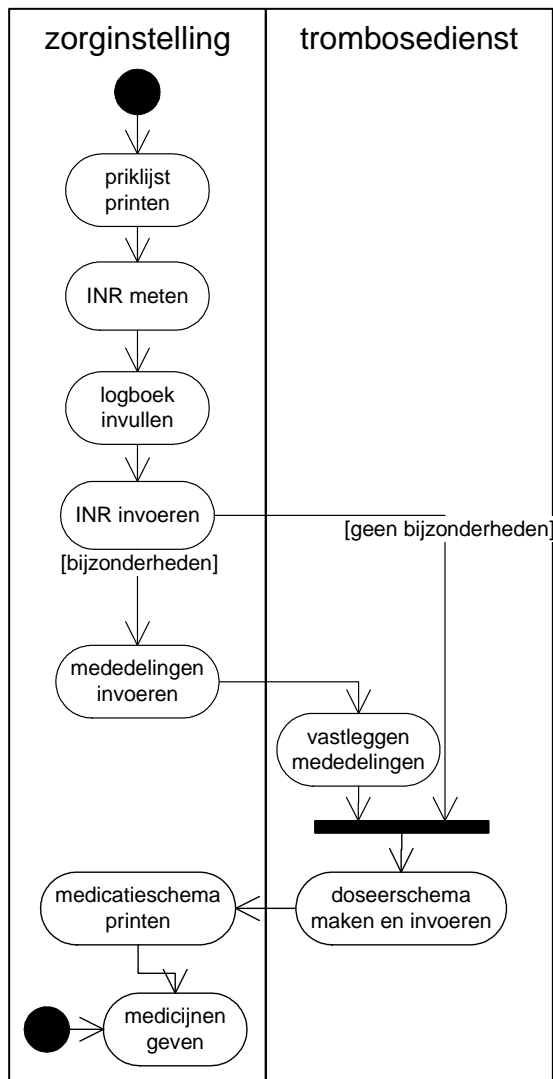 zorginstelling
trombosedienst
priklijst
printen
INR meten
logboek
invullen
INR invoeren
[geen bijzonderheden]
[bijzonderheden]
mededelingen
invoeren
vastleggen
mededelingen
medicatieschema
printen
doseerschema
maken en invoeren
medicijnen
geven